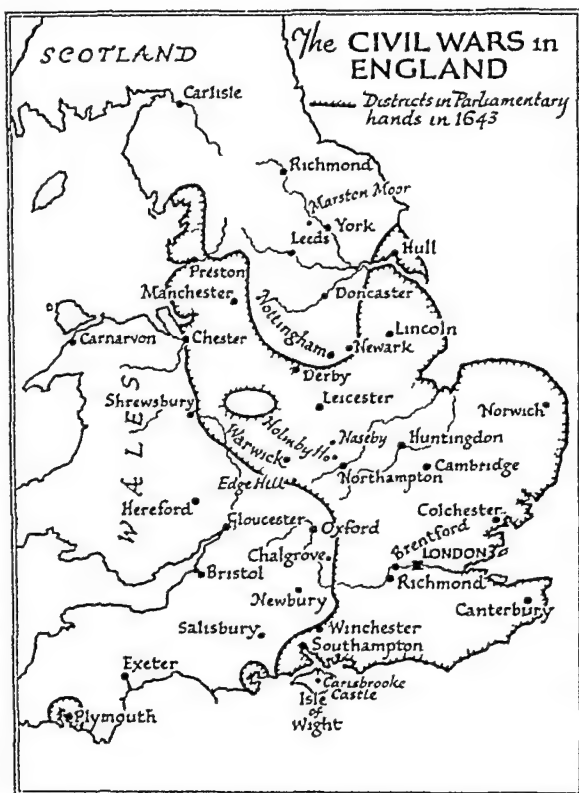 The CIVIL WARS in
ENGLAND
Districts in Parliamentary
hands in 1643
SCOTLAND
Carlisle
Richmond
Marston Moor
York
Leeds
Hull
Preston
Manchester
Doncaster
Nottingham
Lincoln
Carnarvon
Chester
Newark
Derby
Leicester
Shrewsbury
Norwich
WALES
Holmby Ho.
Naseby
Huntingdon
Warwick
Northampton
Cambridge
Edge Hill
Hereford
Gloucester
Oxford
Colchester
Brentford
Chalgrove
LONDON
Bristol
Richmond
Newbury
Canterbury
Salisbury
Winchester
Southampton
Exeter
Carisbrooke
Castle
Isle
of
Wight
Plymouth